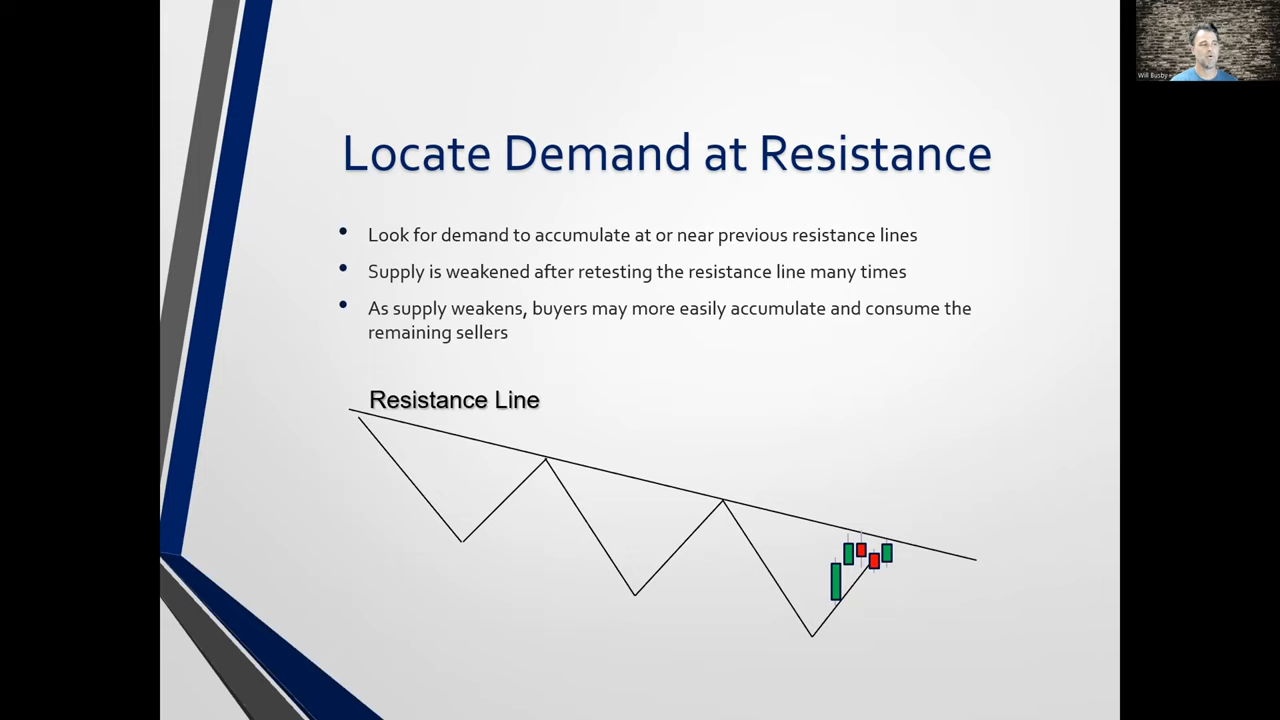 Will Busby
Locate Demand at Resistance
• Look for demand to accumulate at or near previous resistance lines
• Supply is weakened after retesting the resistance line many times
• As supply weakens, buyers may more easily accumulate and consume the
remaining sellers
Resistance Line